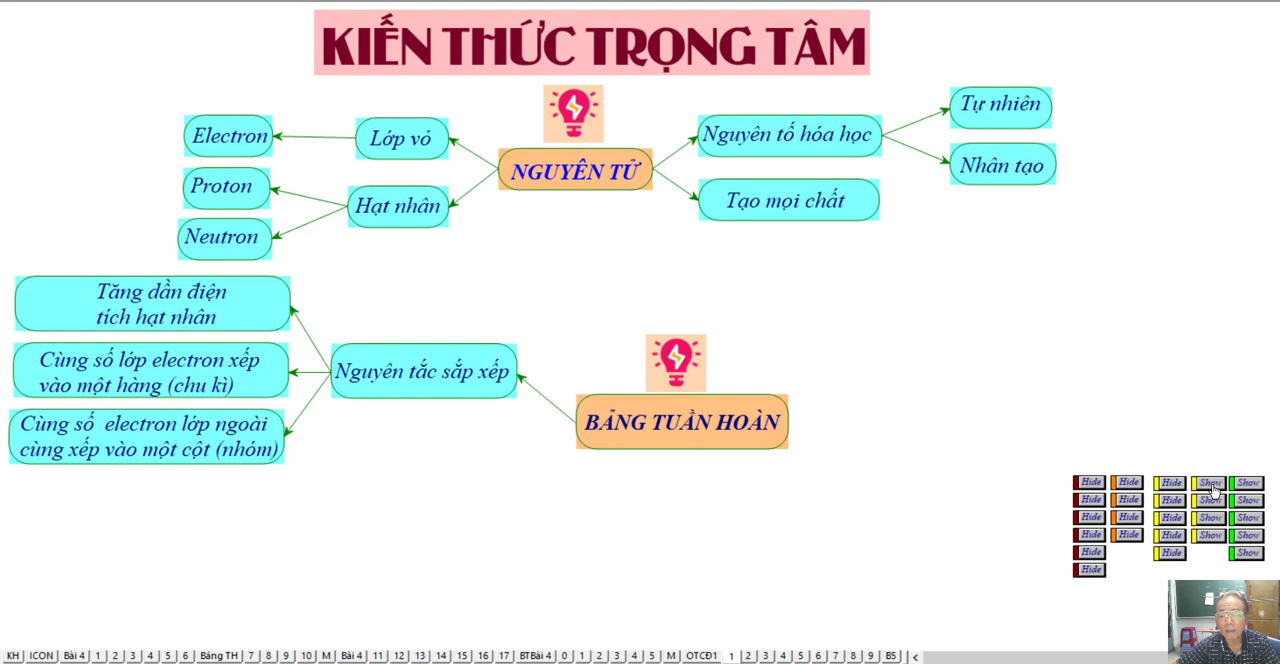 KIẾN THỨC TRỌNG TÂM
Electron
Lớp vỏ
Proton
Hạt nhân
Neutron
NGUYÊN TỬ
Nguyên tố hóa học
Tự nhiên
Nhân tạo
Tạo mọi chất
Tăng dần điện
tích hạt nhân
Cùng số lớp electron xếp
vào một hàng (chu kì)
Cùng số electron lớp ngoài
cùng xếp vào một cột (nhóm)
Nguyên tắc sắp xếp
BẢNG TUẦN HOÀN
Hide Hide Hide Show Show
Hide Hide Hide Show Show
Hide Hide Hide Show Show
Hide Hide Hide Show Show
Hide Hide Show
Hide
KH ICON Bài 4 1 2 3 4 5 6 Bảng TH 7 8 9 10 M Bài 4 11 12 13 14 15 16 17 BTBài 4 0 1 2 3 4 5 M OTCĐ1 1 2 3 4 5 6 7 8 9 B5